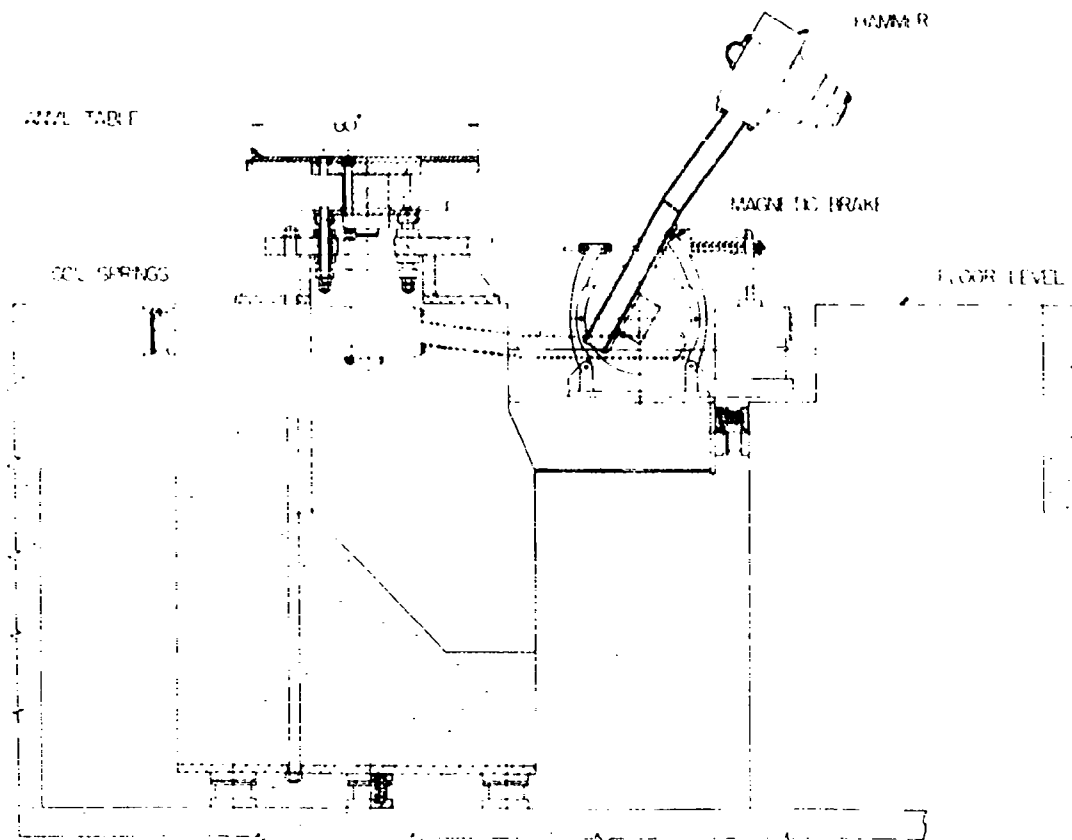 HAMMER
ANVIL TABLE
60"
MAGNETIC BRAKE
COIL SPRINGS
FLOOR LEVEL